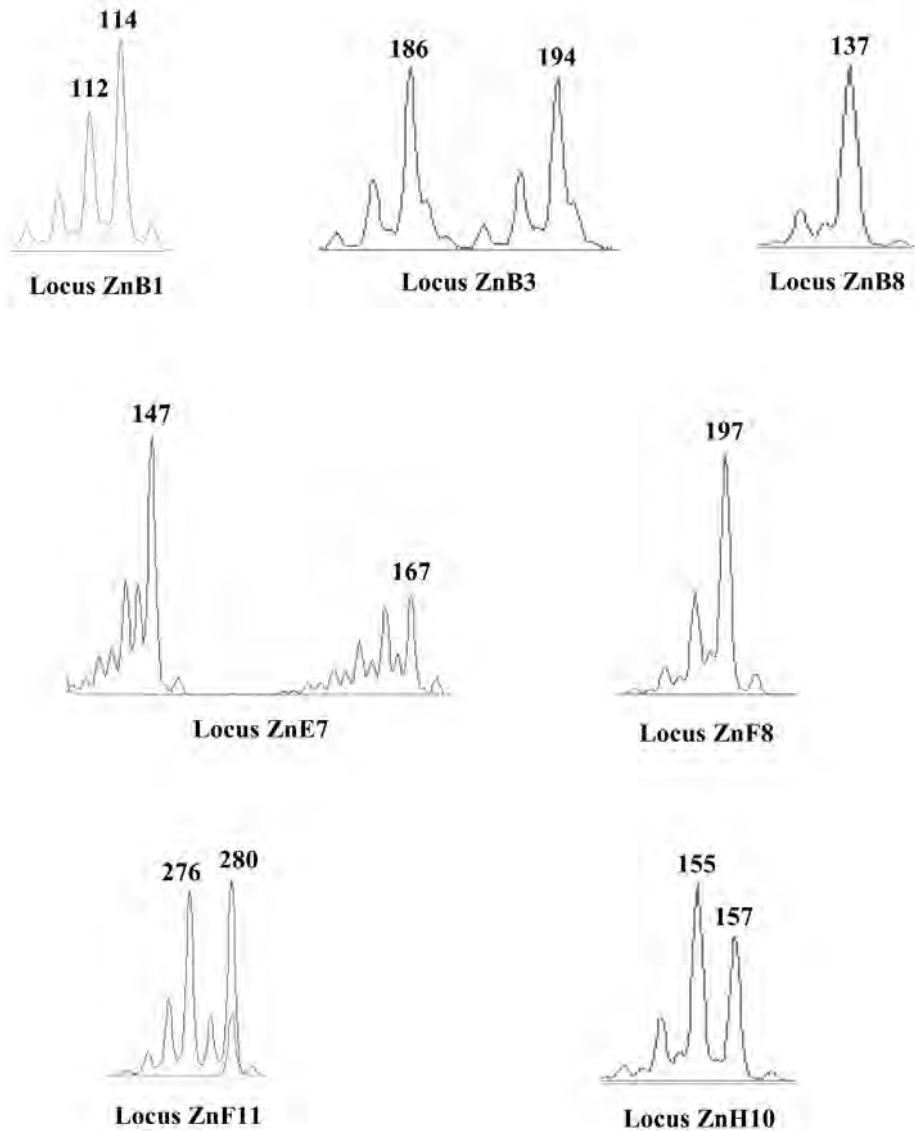 114
112
186
194
137
Locus ZnB1
Locus ZnB3
Locus ZnB8
147
167
197
Locus ZnE7
Locus ZnF8
276
280
155
157
Locus ZnF11
Locus ZnH10